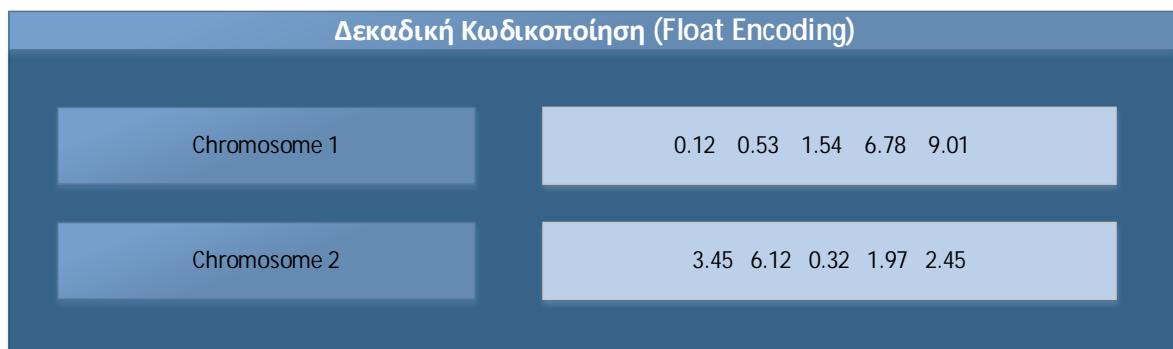 Δεκαδική Κωδικοποίηση (Float Encoding)
Chromosome 1
0.12 0.53 1.54 6.78 9.01
Chromosome 2
3.45 6.12 0.32 1.97 2.45